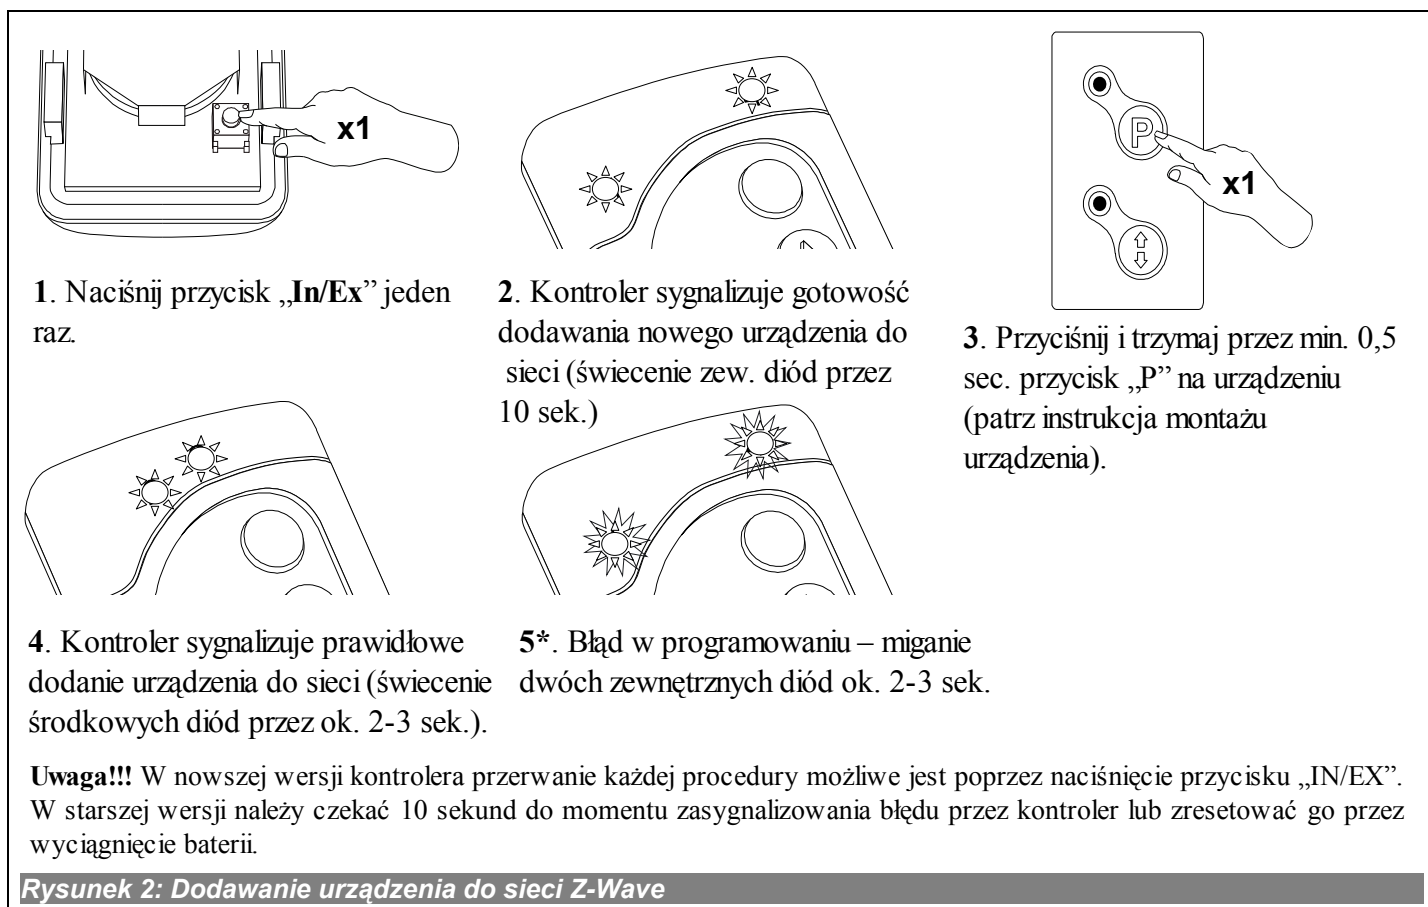 x1
P
x1
1. Naciśnij przycisk „In/Ex” jeden
raz.
2. Kontroler sygnalizuje gotowość
dodawania nowego urządzenia do
sieci (świecenie zew. diód przez
10 sek.)
3. Przyciśnij i trzymaj przez min. 0,5
sec. przycisk „P” na urządzeniu
(patrz instrukcja montażu
urządzenia).
4. Kontroler sygnalizuje prawidłowe
dodanie urządzenia do sieci (świecenie
środkowych diód przez ok. 2-3 sek.).
5*. Błąd w programowaniu – miganie
dwóch zewnętrznych diód ok. 2-3 sek.
Uwaga!!! W nowszej wersji kontrolera przerwanie każdej procedury możliwe jest poprzez naciśnięcie przycisku „IN/EX”.
W starszej wersji należy czekać 10 sekund do momentu zasygnalizowania błędu przez kontroler lub zresetować go przez
wyciągnięcie baterii.
Rysunek 2: Dodawanie urządzenia do sieci Z-Wave